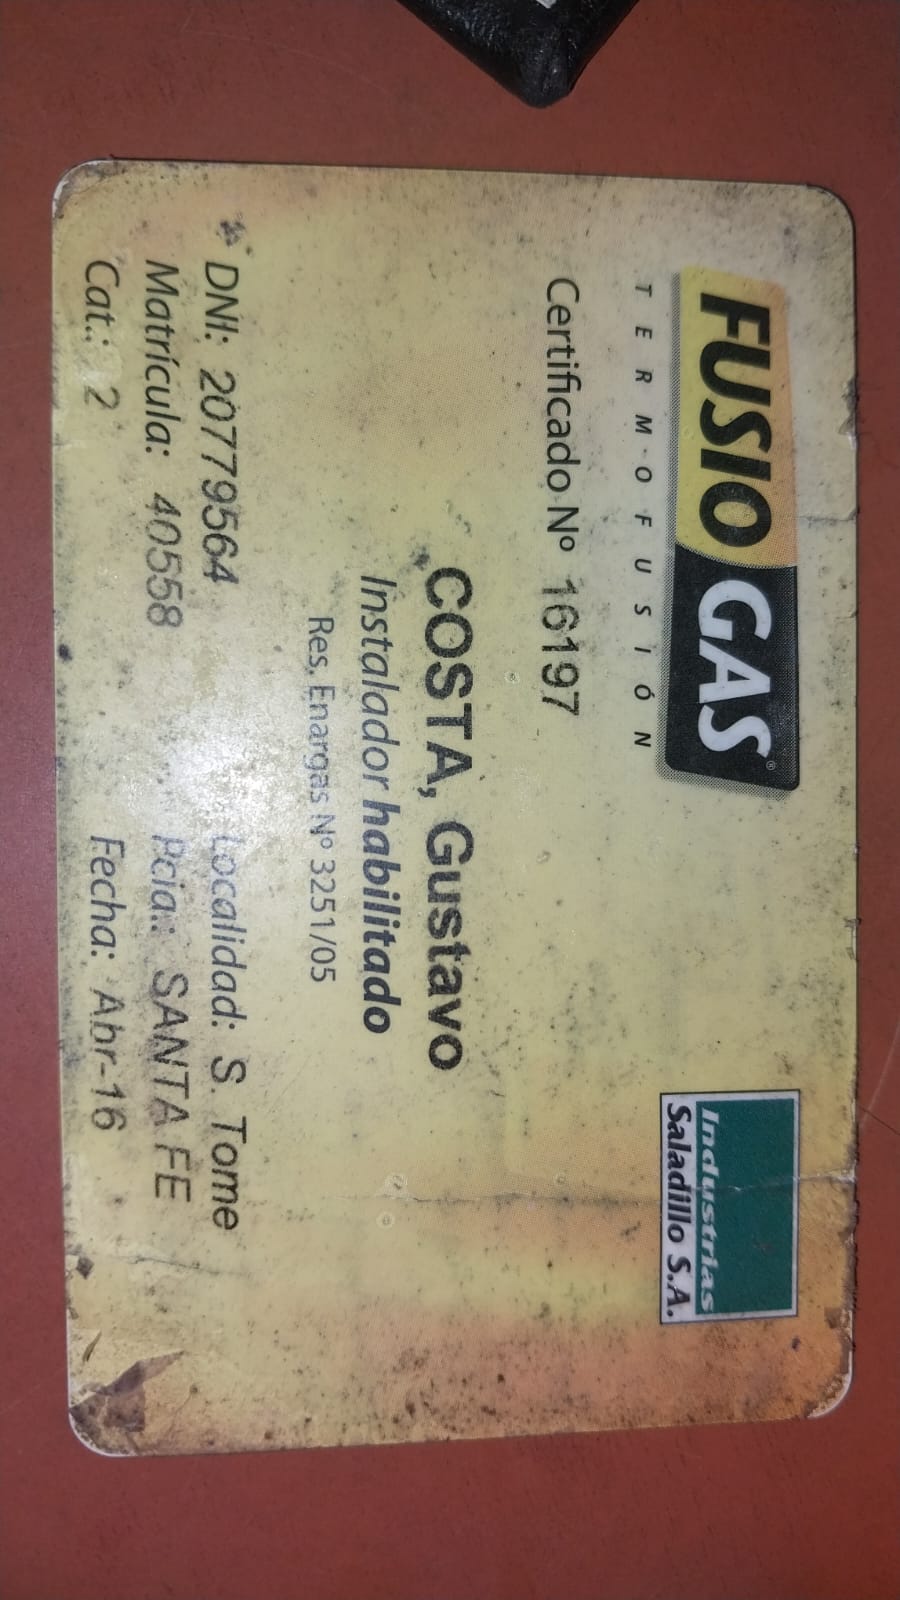 FUSIO GAS®
TERMOFUSIÓN
Industrias
Saladillo S.A.
Certificado Nº 16197
COSTA, Gustavo
Instalador habilitado
Res. Enargas Nº 3251/05
DNI: 20779564 Localidad: S. Tome
Matrícula: 40558 Pcia.: SANTA FE
Cat.: 2 Fecha: Abr-16